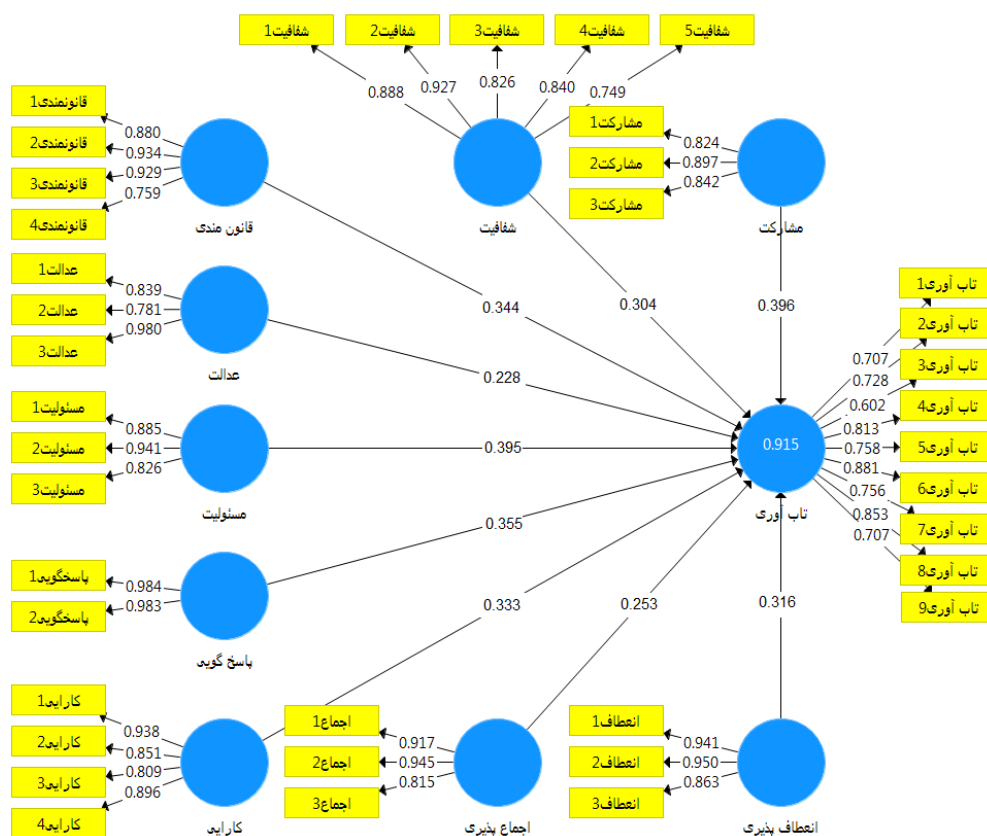 شفافیت1
شفافیت2
شفافیت3
شفافیت4
شفافیت5
0.888
0.927
0.826
0.840
0.749
قانونمندی1
قانونمندی2
قانونمندی3
قانونمندی4
0.880
0.934
0.929
0.759
قانون مندی
شفافیت
مشارکت1
مشارکت2
مشارکت3
0.824
0.897
0.842
مشارکت
عدالت1
عدالت2
عدالت3
0.839
0.781
0.980
عدالت
0.344
0.304
0.396
0.228
مسئولیت1
مسئولیت2
مسئولیت3
0.885
0.941
0.826
مسئولیت
0.395
0.915
تاب آوری
تاب آوری1
تاب آوری2
تاب آوری3
تاب آوری4
تاب آوری5
تاب آوری6
تاب آوری7
تاب آوری8
تاب آوری9
0.707
0.728
0.602
0.813
0.758
0.881
0.756
0.853
0.707
پاسخگویی1
پاسخگویی2
0.984
0.983
پاسخ گویی
0.355
0.333
0.253
0.316
کارایی1
کارایی2
کارایی3
کارایی4
0.938
0.851
0.809
0.896
کارایی
اجماع1
اجماع2
اجماع3
0.917
0.945
0.815
اجماع پذیری
انعطاف1
انعطاف2
انعطاف3
0.941
0.950
0.863
انعطاف پذیری